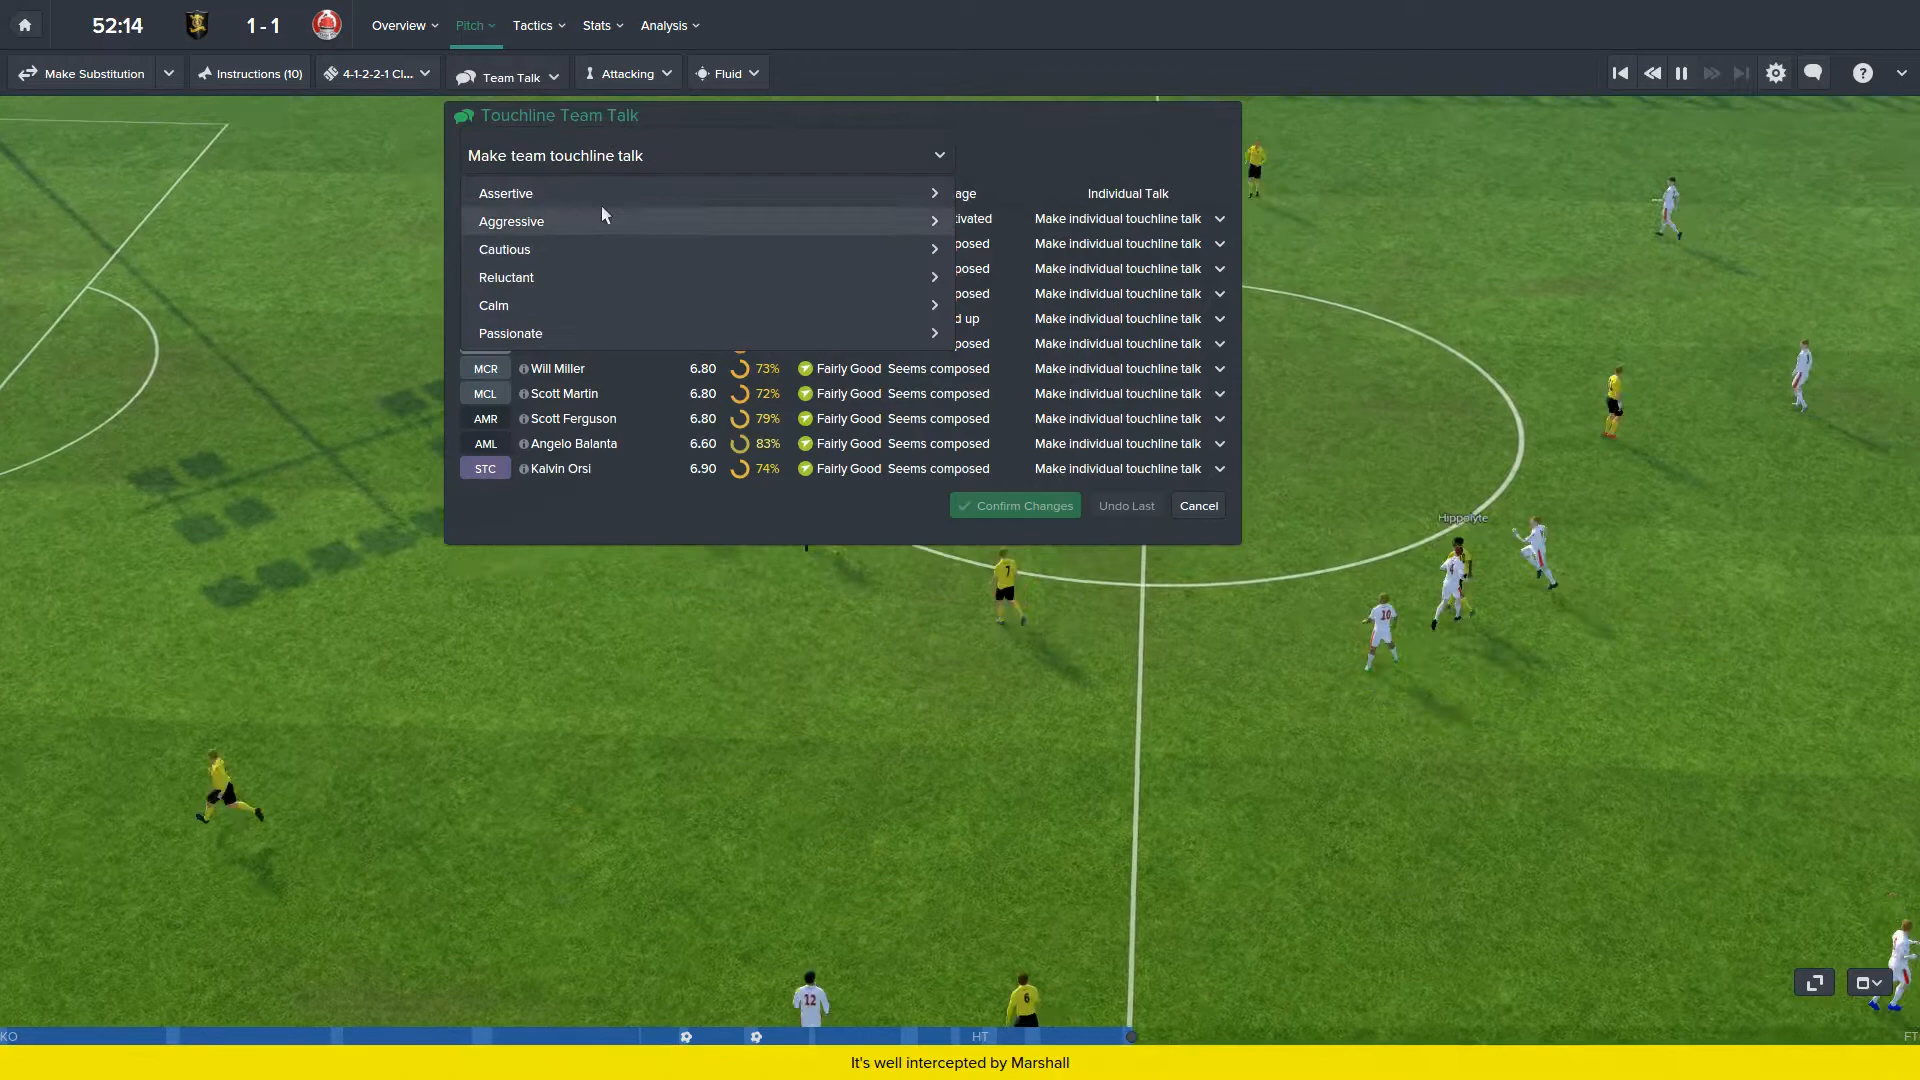 52:14 1 - 1 Overview Pitch Tactics Stats Analysis
Make Substitution Instructions (10) 4-1-2-2-1 Cl... Team Talk Attacking Fluid ?
Touchline Team Talk
Make team touchline talk
Assertive age Individual Talk
Aggressive tivated Make individual touchline talk
Cautious posed Make individual touchline talk
Reluctant posed Make individual touchline talk
Calm posed Make individual touchline talk
Passionate d up Make individual touchline talk
posed Make individual touchline talk
MCR Will Miller 6.80 73% Fairly Good Seems composed Make individual touchline talk
MCL Scott Martin 6.80 72% Fairly Good Seems composed Make individual touchline talk
AMR Scott Ferguson 6.80 79% Fairly Good Seems composed Make individual touchline talk
AML Angelo Balanta 6.60 83% Fairly Good Seems composed Make individual touchline talk
STC Kalvin Orsi 6.90 74% Fairly Good Seems composed Make individual touchline talk
Confirm Changes Undo Last Cancel
Hippolyte
7
10
12
6
KO HT FT
It's well intercepted by Marshall